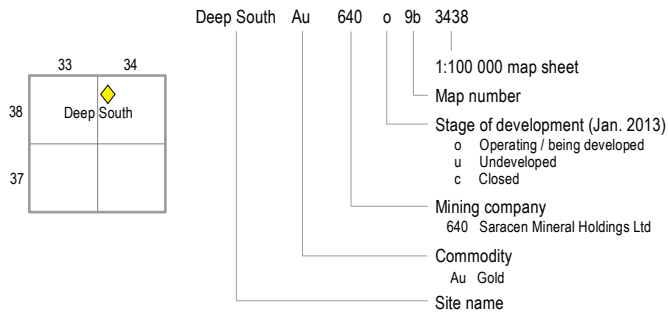 Deep South Au 640 o 9b 3438
33 34
38
Deep South
37
1:100 000 map sheet
Map number
Stage of development (Jan. 2013)
o Operating / being developed
u Undeveloped
c Closed
Mining company
640 Saracen Mineral Holdings Ltd
Commodity
Au Gold
Site name